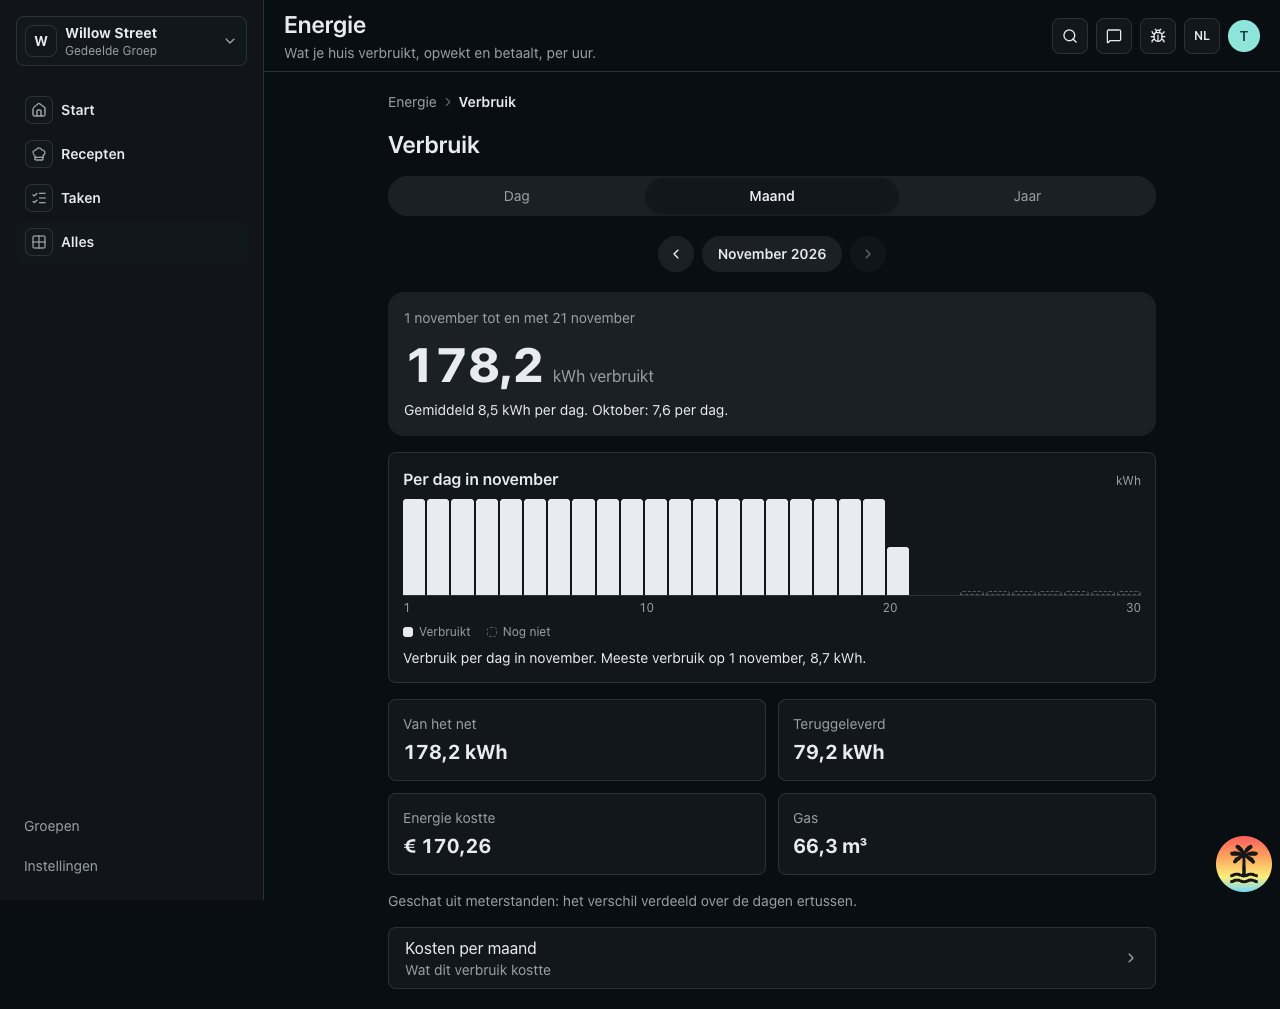 Willow Street
Gedeelde Groep
Start
Recepten
Taken
Alles
Groepen
Instellingen
Energie
Wat je huis verbruikt, opwekt en betaalt, per uur.
NL
T
Energie > Verbruik
Verbruik
Dag Maand Jaar
November 2026
1 november tot en met 21 november
178,2 kWh verbruikt
Gemiddeld 8,5 kWh per dag. Oktober: 7,6 per dag.
Per dag in november
kWh
1 10 20 30
Verbruikt Nog niet
Verbruik per dag in november. Meeste verbruik op 1 november, 8,7 kWh.
Van het net
178,2 kWh
Teruggeleverd
79,2 kWh
Energie kostte
€ 170,26
Gas
66,3 m³
Geschat uit meterstanden: het verschil verdeeld over de dagen ertussen.
Kosten per maand
Wat dit verbruik kostte